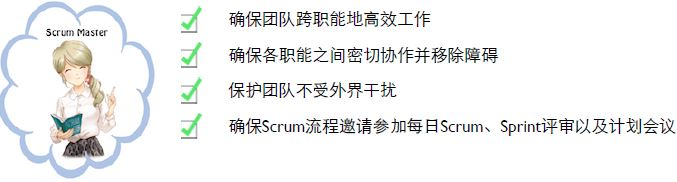 Scrum Master
确保团队跨职能地高效工作
确保各职能之间密切协作并移除障碍
保护团队不受外界干扰
确保Scrum流程邀请参加每日Scrum、Sprint评审以及计划会议